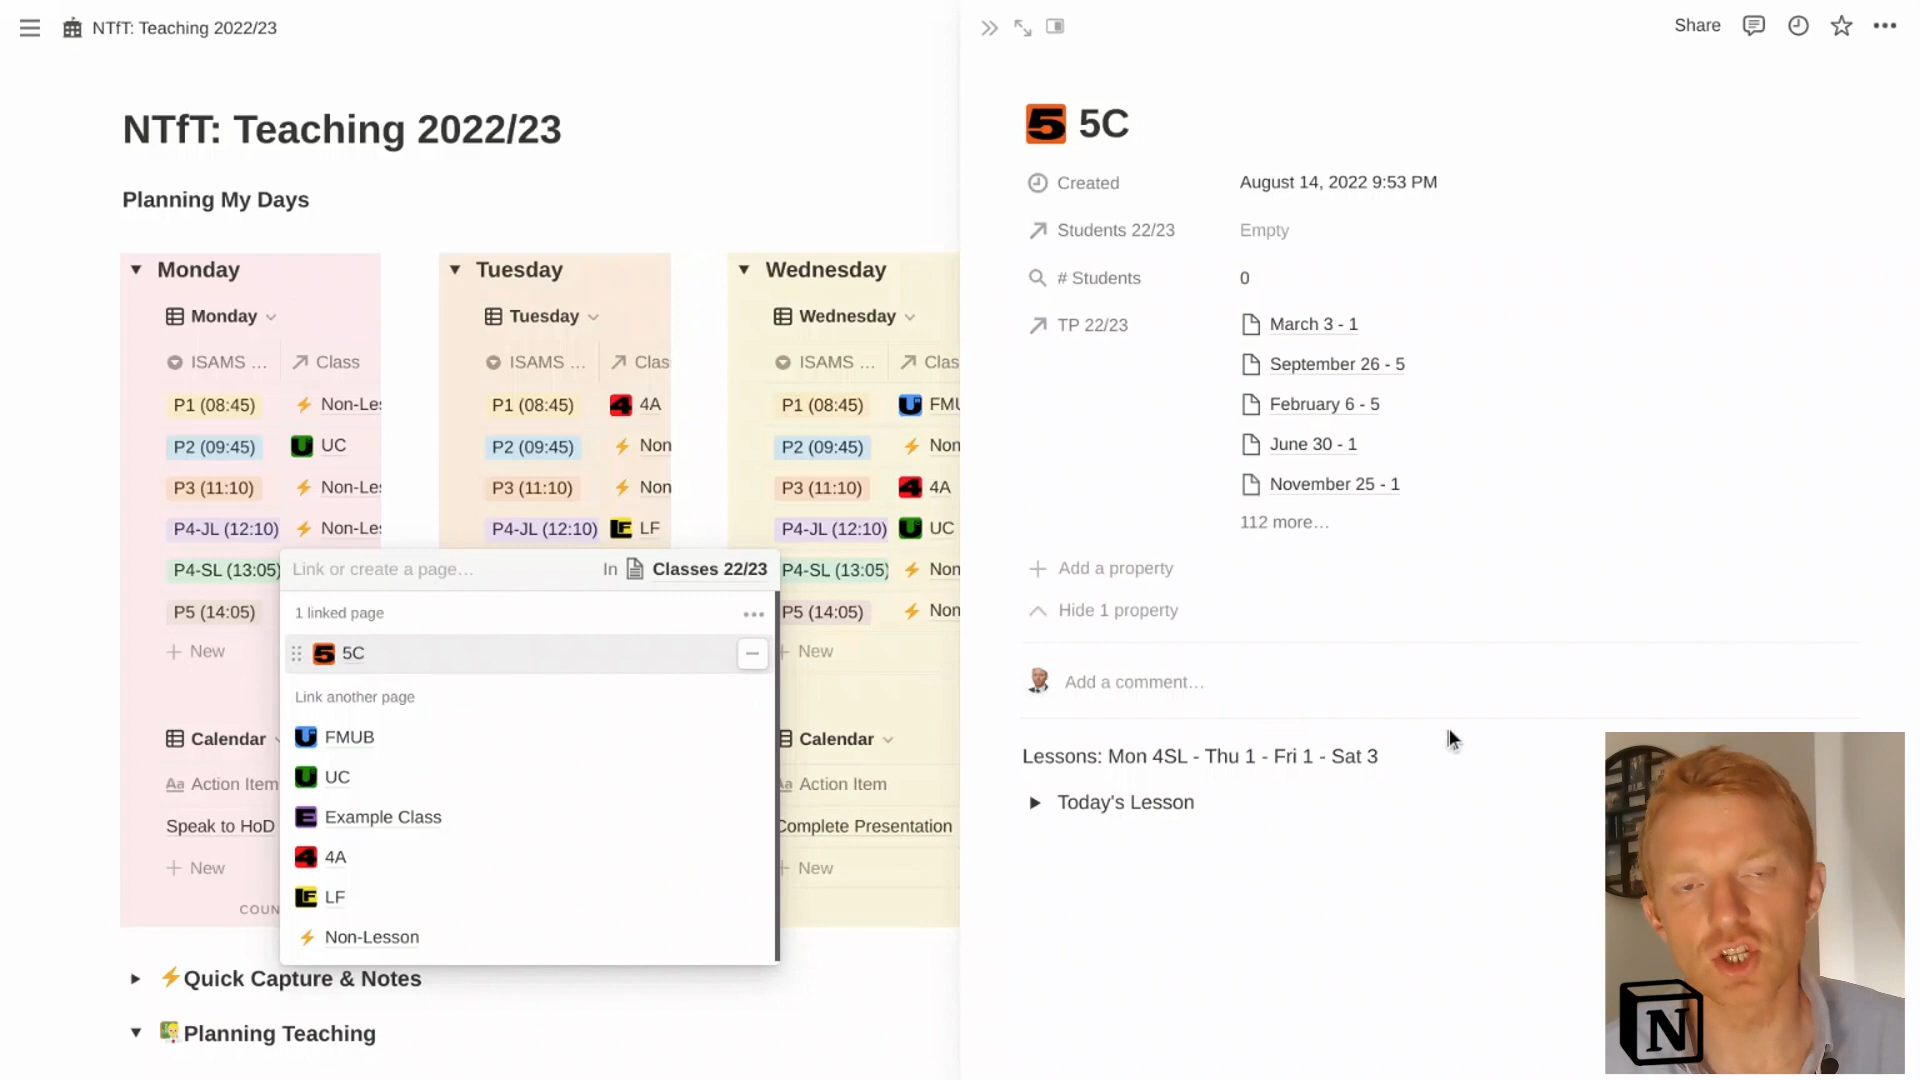 NTfT: Teaching 2022/23
Share
NTfT: Teaching 2022/23
Planning My Days
Monday
Monday
ISAMS ...
Class
P1 (08:45)
Non-Les
P2 (09:45)
UC
P3 (11:10)
Non-Les
P4-JL (12:10)
Non-Les
P4-SL (13:05)
P5 (14:05)
New
Calendar
Action Item
Speak to HoD
New
COUN
Tuesday
Tuesday
ISAMS ...
Clas
P1 (08:45)
4A
P2 (09:45)
Non
P3 (11:10)
Non
P4-JL (12:10)
LF
Wednesday
Wednesday
ISAMS ...
Clas
P1 (08:45)
FMU
P2 (09:45)
Non
P3 (11:10)
4A
P4-JL (12:10)
UC
P4-SL (13:05)
Non
P5 (14:05)
Non
New
Calendar
Action Item
Complete Presentation
New
Link or create a page...
In Classes 22/23
1 linked page
5 5C
Link another page
FMUB
UC
Example Class
4A
LF
Non-Lesson
Quick Capture & Notes
Planning Teaching
5 5C
Created
August 14, 2022 9:53 PM
Students 22/23
Empty
# Students
0
TP 22/23
March 3 - 1
September 26 - 5
February 6 - 5
June 30 - 1
November 25 - 1
112 more...
Add a property
Hide 1 property
Add a comment...
Lessons: Mon 4SL - Thu 1 - Fri 1 - Sat 3
Today's Lesson
N